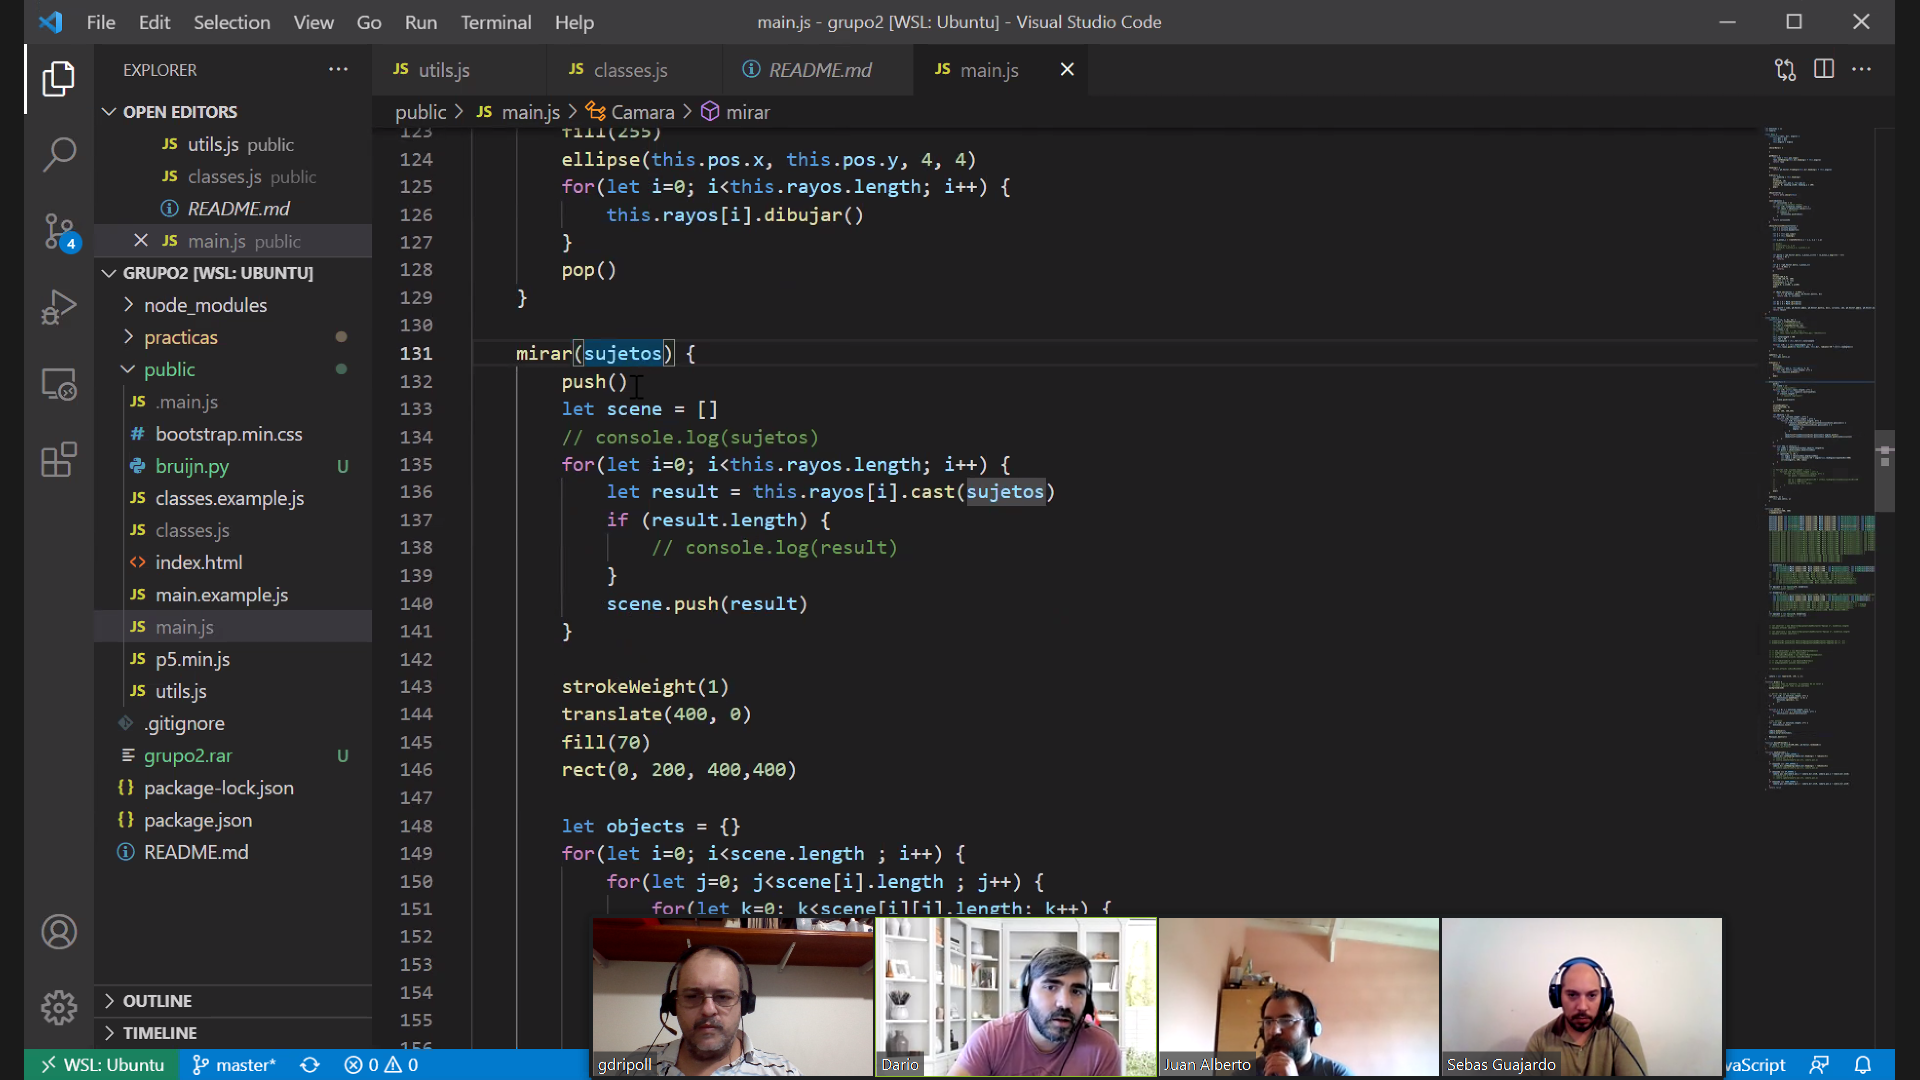 File Edit Selection View Go Run Terminal Help
main.js - grupo2 [WSL: Ubuntu] - Visual Studio Code
EXPLORER
JS utils.js
JS classes.js
README.md
JS main.js
OPEN EDITORS
public > JS main.js > Camara > mirar
JS utils.js public
JS classes.js public
README.md
JS main.js public
GRUPO2 [WSL: UBUNTU]
node_modules
practicas
public
JS .main.js
# bootstrap.min.css
bruijn.py U
JS classes.example.js
JS classes.js
<> index.html
JS main.example.js
JS main.js
JS p5.min.js
JS utils.js
.gitignore
grupo2.rar U
{} package-lock.json
{} package.json
README.md
OUTLINE
TIMELINE
4
123 fill(255)
124 ellipse(this.pos.x, this.pos.y, 4, 4)
125 for(let i=0; i<this.rayos.length; i++) {
126 this.rayos[i].dibujar()
127 }
128 pop()
129 }
130
131 mirar(sujetos) {
132 push()
133 let scene = []
134 // console.log(sujetos)
135 for(let i=0; i<this.rayos.length; i++) {
136 let result = this.rayos[i].cast(sujetos)
137 if (result.length) {
138 // console.log(result)
139 }
140 scene.push(result)
141 }
142
143 strokeWeight(1)
144 translate(400, 0)
145 fill(70)
146 rect(0, 200, 400,400)
147
148 let objects = {}
149 for(let i=0; i<scene.length ; i++) {
150 for(let j=0; j<scene[i].length ; j++) {
151 for(let k=0; k<scene[i][j].length; k++) {
152
153
154
155
gdripoll
Dario
Juan Alberto
Sebas Guajardo
WSL: Ubuntu master* 0 0
vaScript